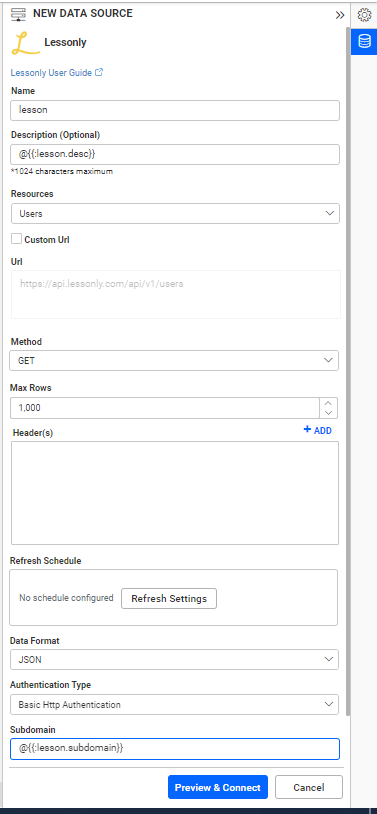 NEW DATA SOURCE
Lessonly
Lessonly User Guide
Name
lesson
Description (Optional)
@{{:lesson.desc}}
*1024 characters maximum
Resources
Users
Custom Url
Url
https://api.lessonly.com/api/v1/users
Method
GET
Max Rows
1,000
Header(s)
+ ADD
Refresh Schedule
No schedule configured
Refresh Settings
Data Format
JSON
Authentication Type
Basic Http Authentication
Subdomain
@{{:lesson.subdomain}}
Preview & Connect
Cancel